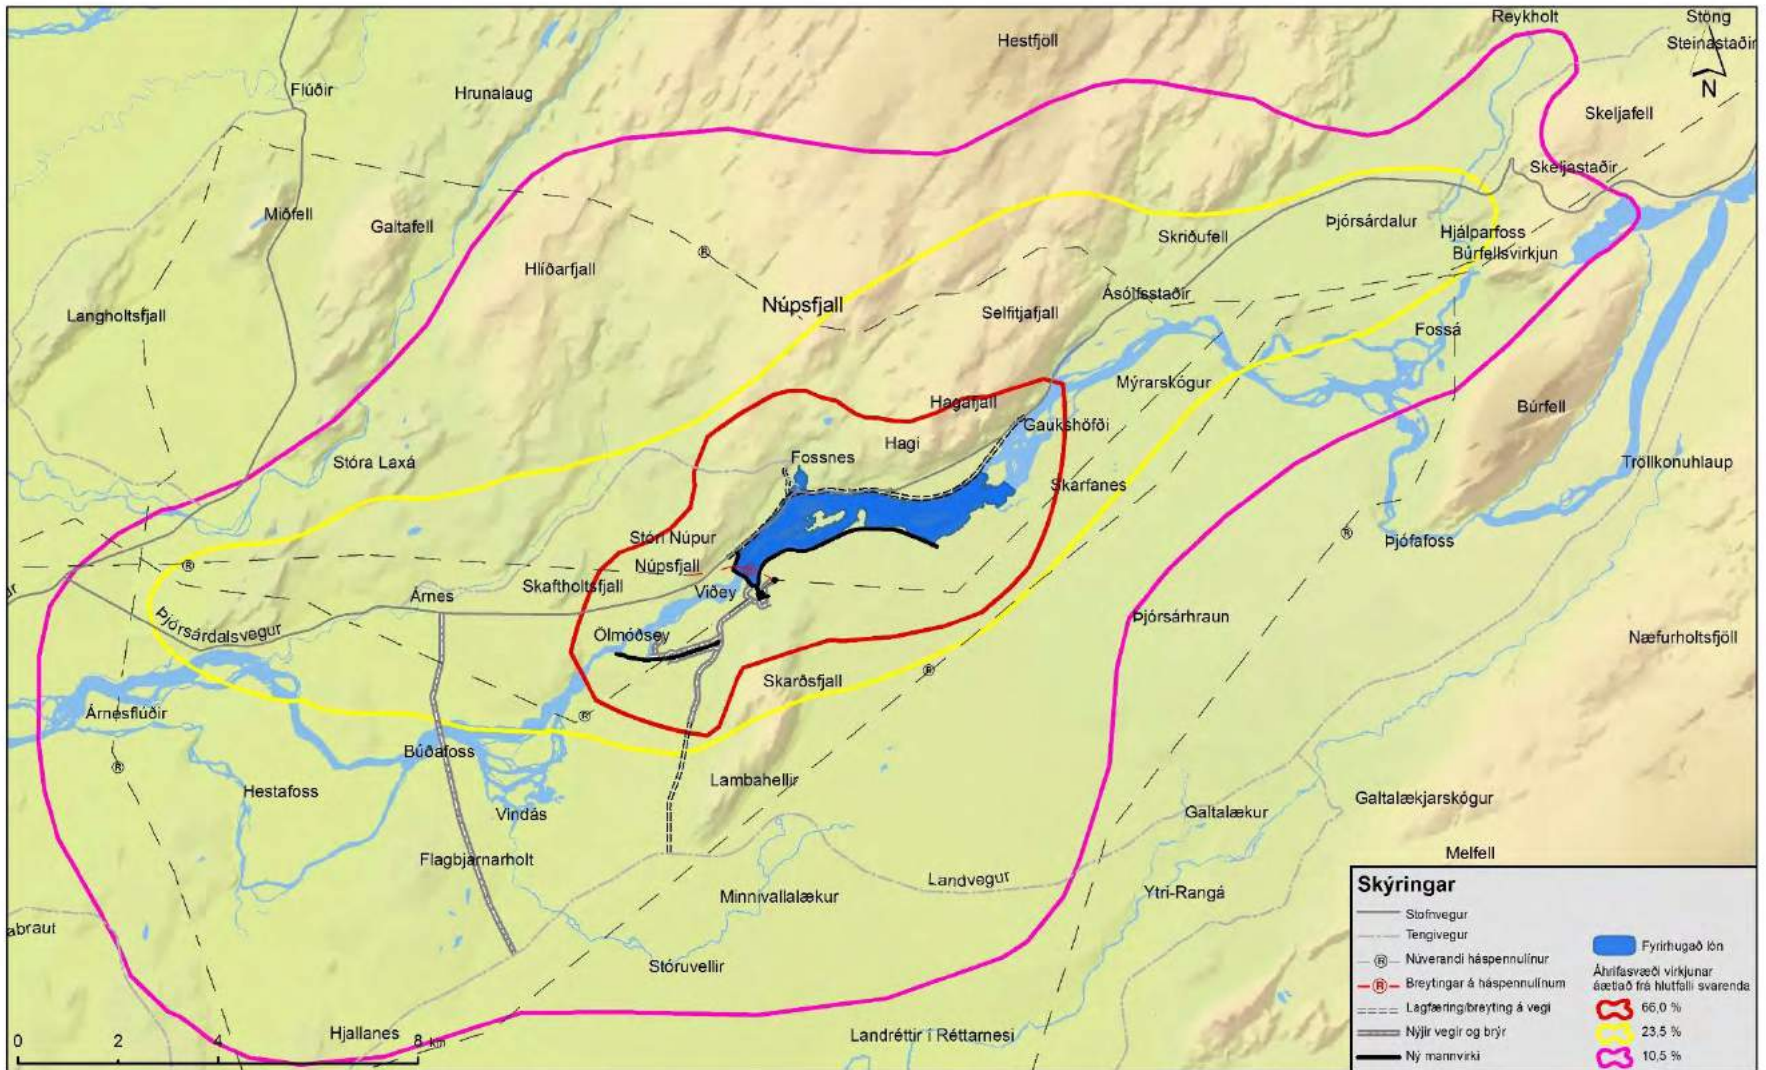 Reykholt
Stöng
Hestfjöll
Steinastaðir
N
Flúðir
Hrunalaug
Skeljafell
Skeljastaðir
Miðfell
Galtafell
Þjórsárdalur
Skriðufell
Hjálparfoss
Búrfellsvirkjun
Hlíðarfjall
R
Núpsfjall
Ásólfsstaðir
Langholtsfjall
Selfitjafjall
Fossá
Mýrarskógur
Hagafjall
Búrfell
Gaukshöfði
Hagi
Stóra Laxá
Fossnes
Tröllkonuhlaup
Skarfanes
Stóri Núpur
R
Þjófafoss
R
Núpsfjall
Skaftholtsfjall
Árnes
Viðey
ur
Þjórsárdalsvegur
Þjórsárhraun
Ölmóðsey
Næfurholtsfjöll
R
Skarðsfjall
Árnesflúðir
R
Búðafoss
R
Lambahellir
Hestafoss
Vindás
Galtalækur
Galtalækjarskógur
Flagbjarnarholt
Melfell
Landvegur
Minnivallalækur
Ytri-Rangá
abraut
Stóruvellir
Hjallanes
Landréttir í Réttarnesi
0 2 4 8 km
Skýringar
Stofnvegur
Tengivegur
R Núverandi háspennulínur
R Breytingar á háspennulínum
Lagfæring/breyting á vegi
Nýjir vegir og brýr
Ný mannvirki
Fyrirhugað lón
Áhrifasvæði virkjunar
áætlað frá hlutfalli svarenda
66,0 %
23,5 %
10,5 %